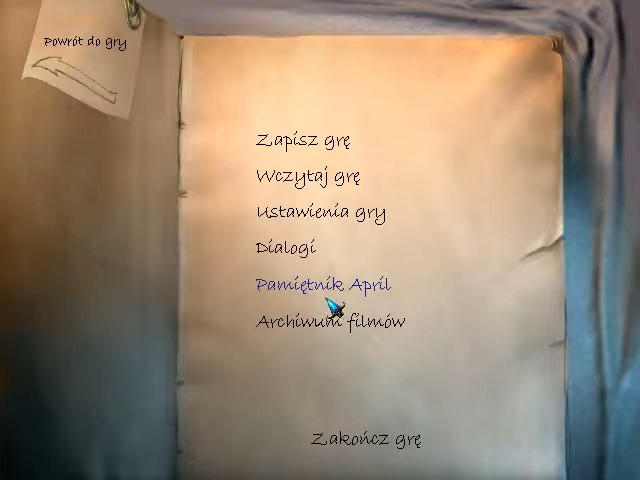 Powrót do gry
Zapisz grę
Wczytaj grę
Ustawienia gry
Dialogi
Pamiętnik April
Archiwum filmów
Zakończ grę